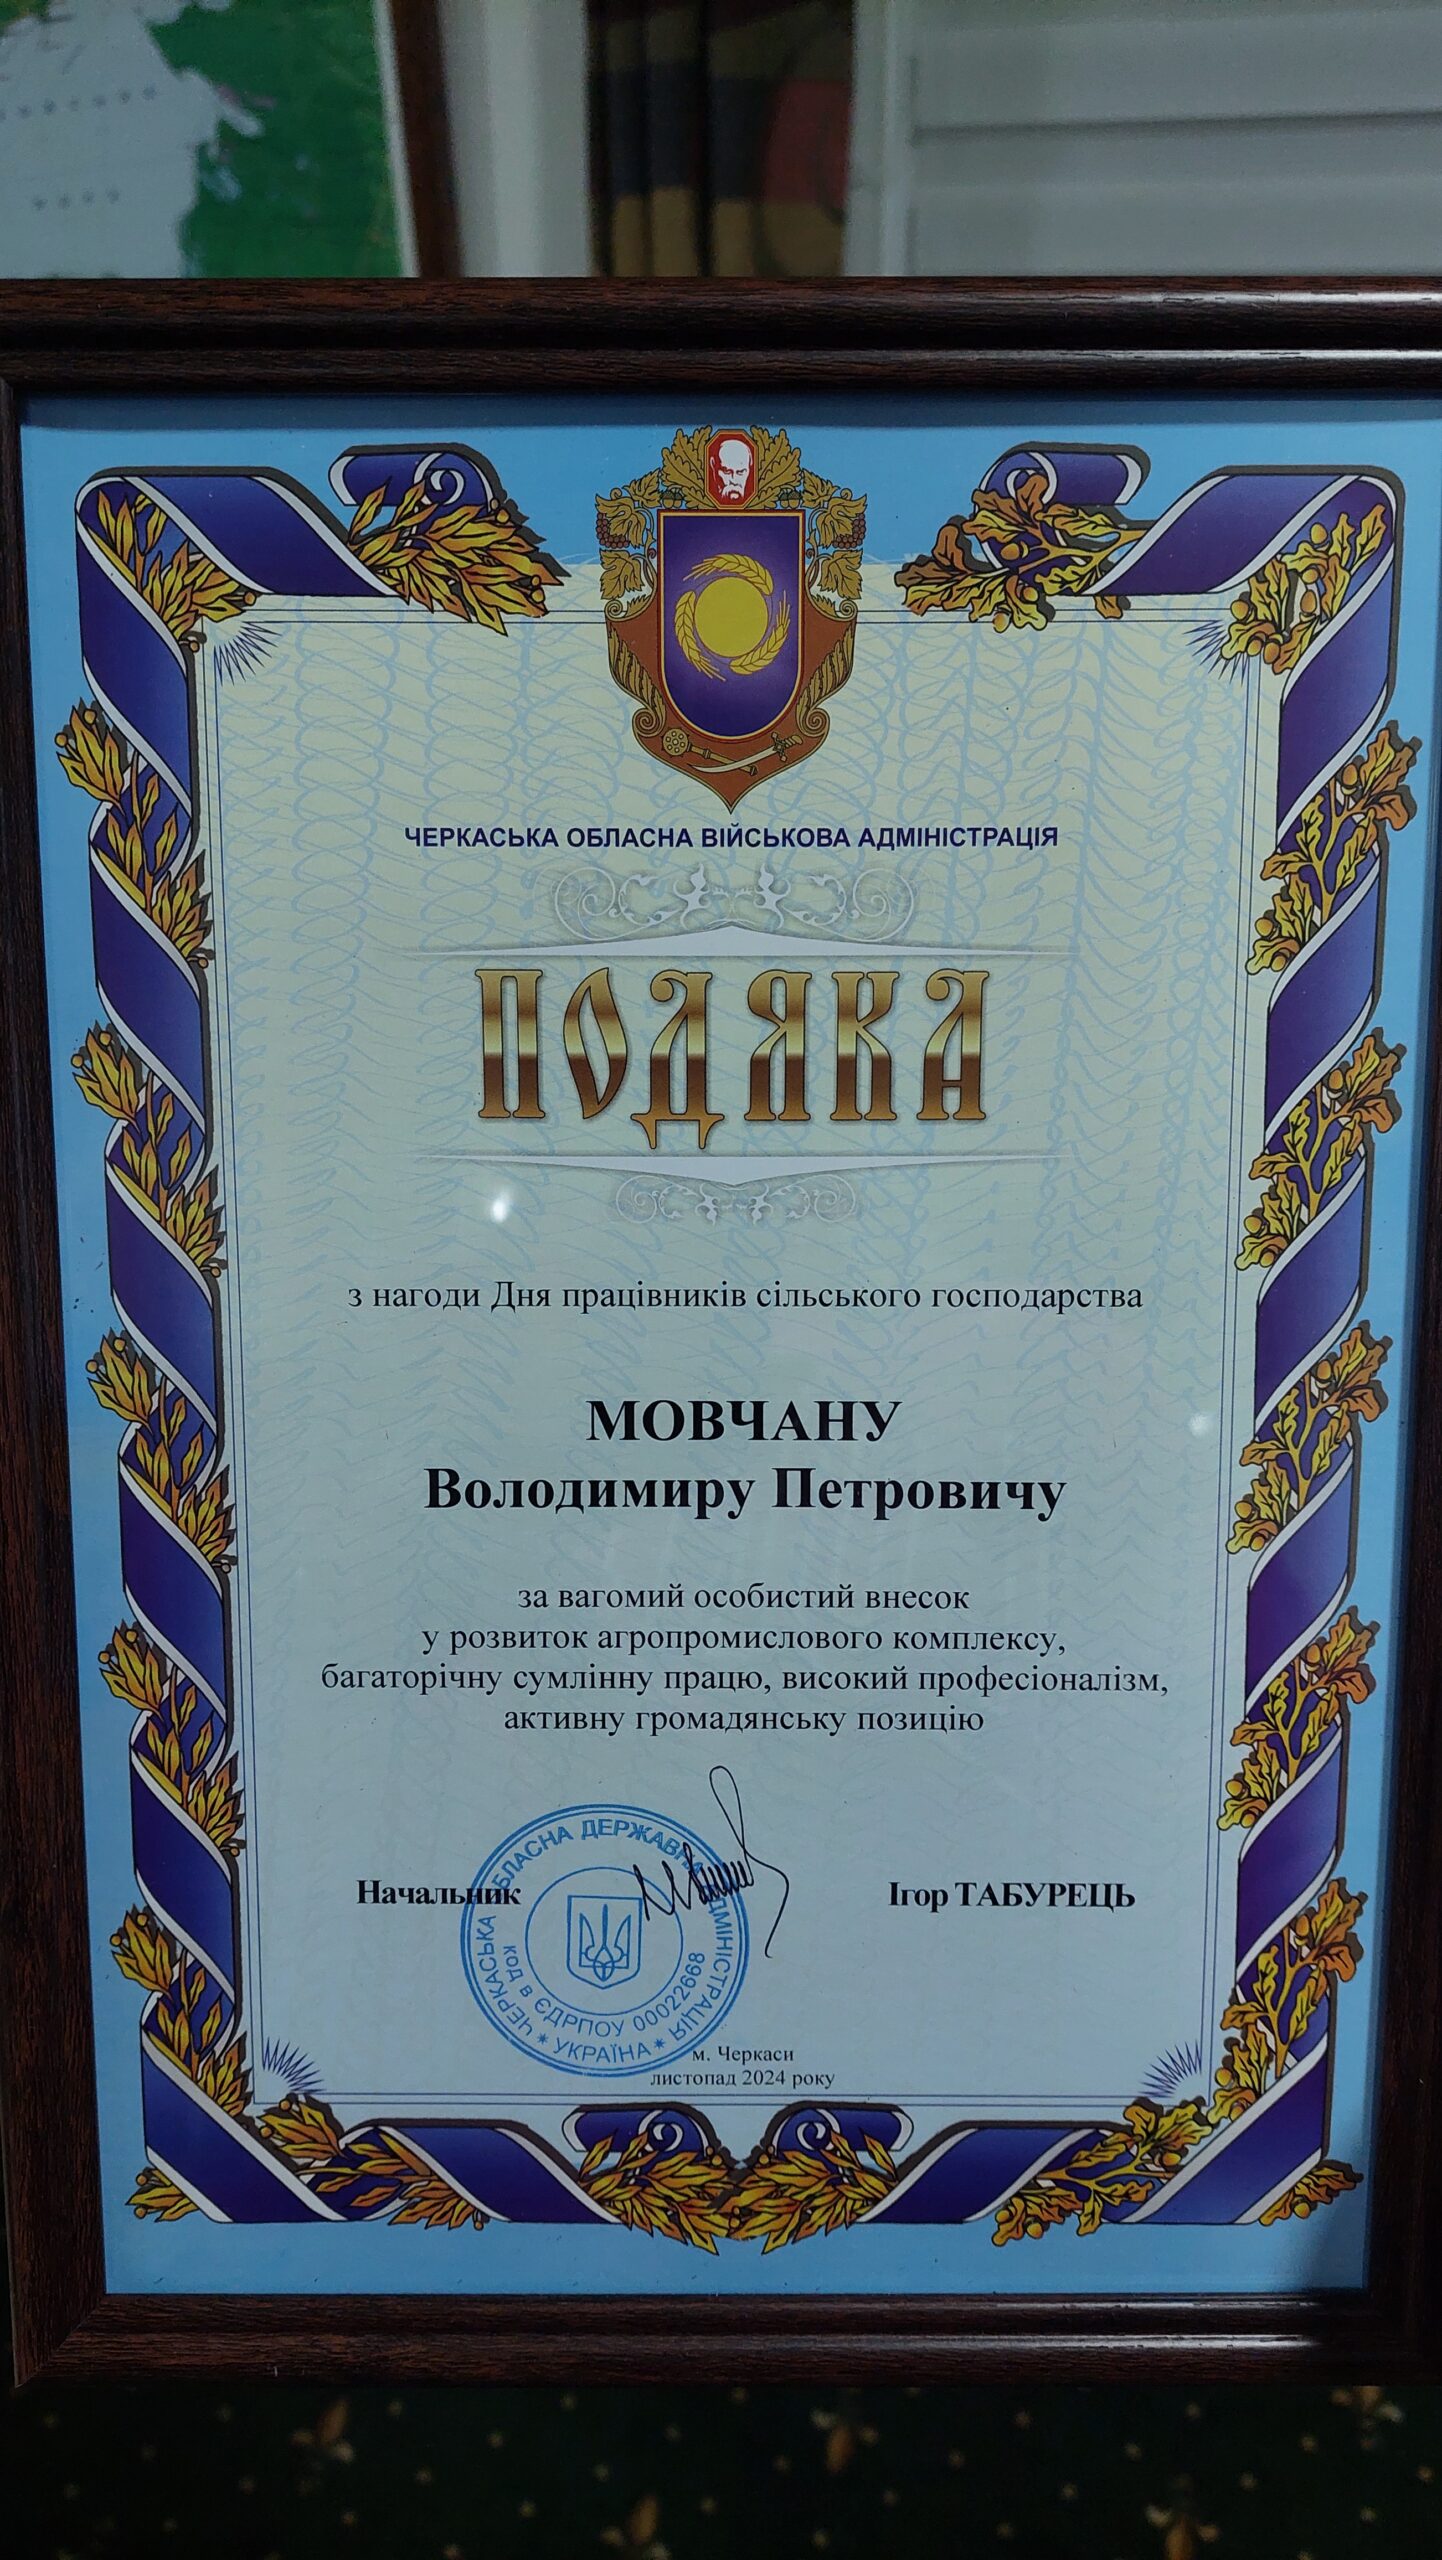 ЧЕРКАСЬКА ОБЛАСНА ВІЙСЬКОВА АДМІНІСТРАЦІЯ
ПОДЯКА
з нагоди Дня працівників сільського господарства
МОВЧАНУ
Володимиру Петровичу
за вагомий особистий внесок
у розвиток агропромислового комплексу,
багаторічну сумлінну працю, високий професіоналізм,
активну громадянську позицію
Начальник
Ігор ТАБУРЕЦЬ
ЧЕРКАСЬКА ОБЛАСНА ДЕРЖАВНА АДМІНІСТРАЦІЯ
* УКРАЇНА *
код в ЄДРПОУ 00022668
м. Черкаси
листопад 2024 року